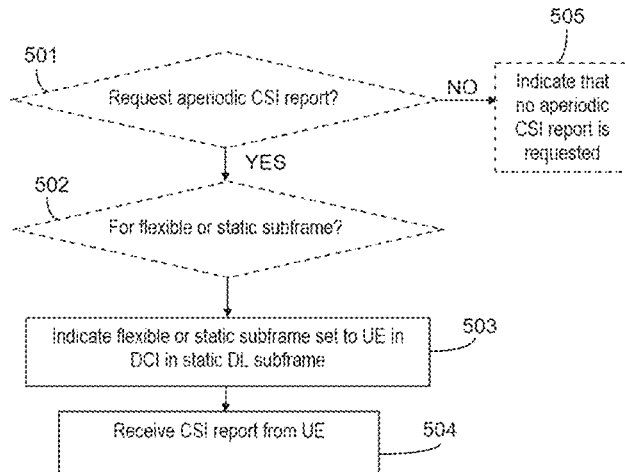 501
Request aperiodic CSI report?
NO
505
Indicate that
no aperiodic
CSI report is
requested
YES
502
For flexible or static subframe?
Indicate flexible or static subframe set to UE in
DCI in static DL subframe
503
Receive CSI report from UE
504